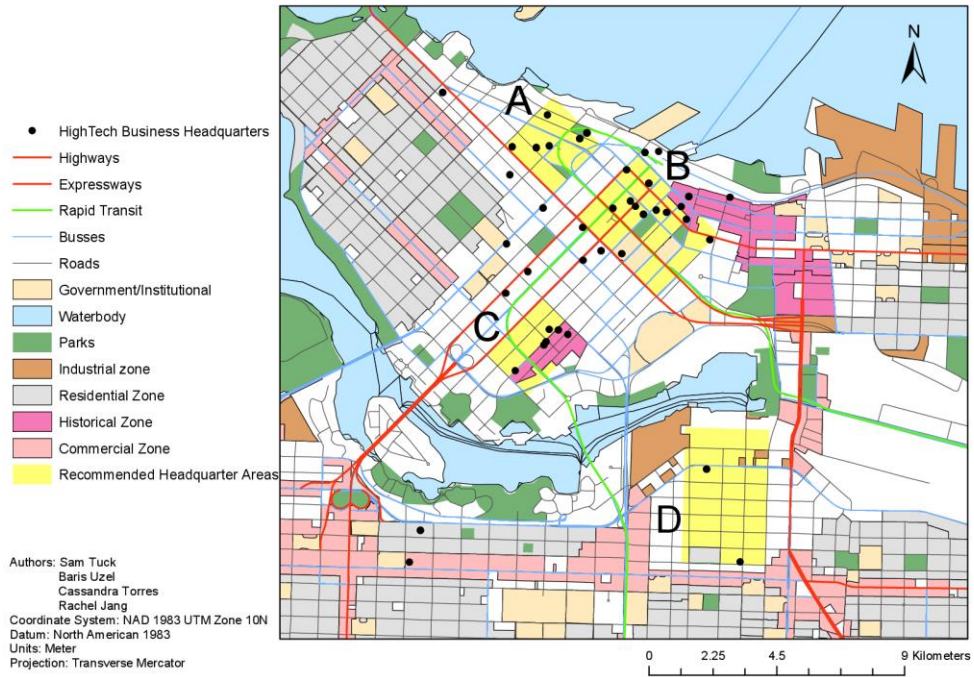 HighTech Business Headquarters
Highways
Expressways
Rapid Transit
Busses
Roads
Government/Institutional
Waterbody
Parks
Industrial zone
Residential Zone
Historical Zone
Commercial Zone
Recommended Headquarter Areas
Authors: Sam Tuck
Baris Uzel
Cassandra Torres
Rachel Jang
Coordinate System: NAD 1983 UTM Zone 10N
Datum: North American 1983
Units: Meter
Projection: Transverse Mercator
N
A
B
C
D
0 2.25 4.5 9 Kilometers